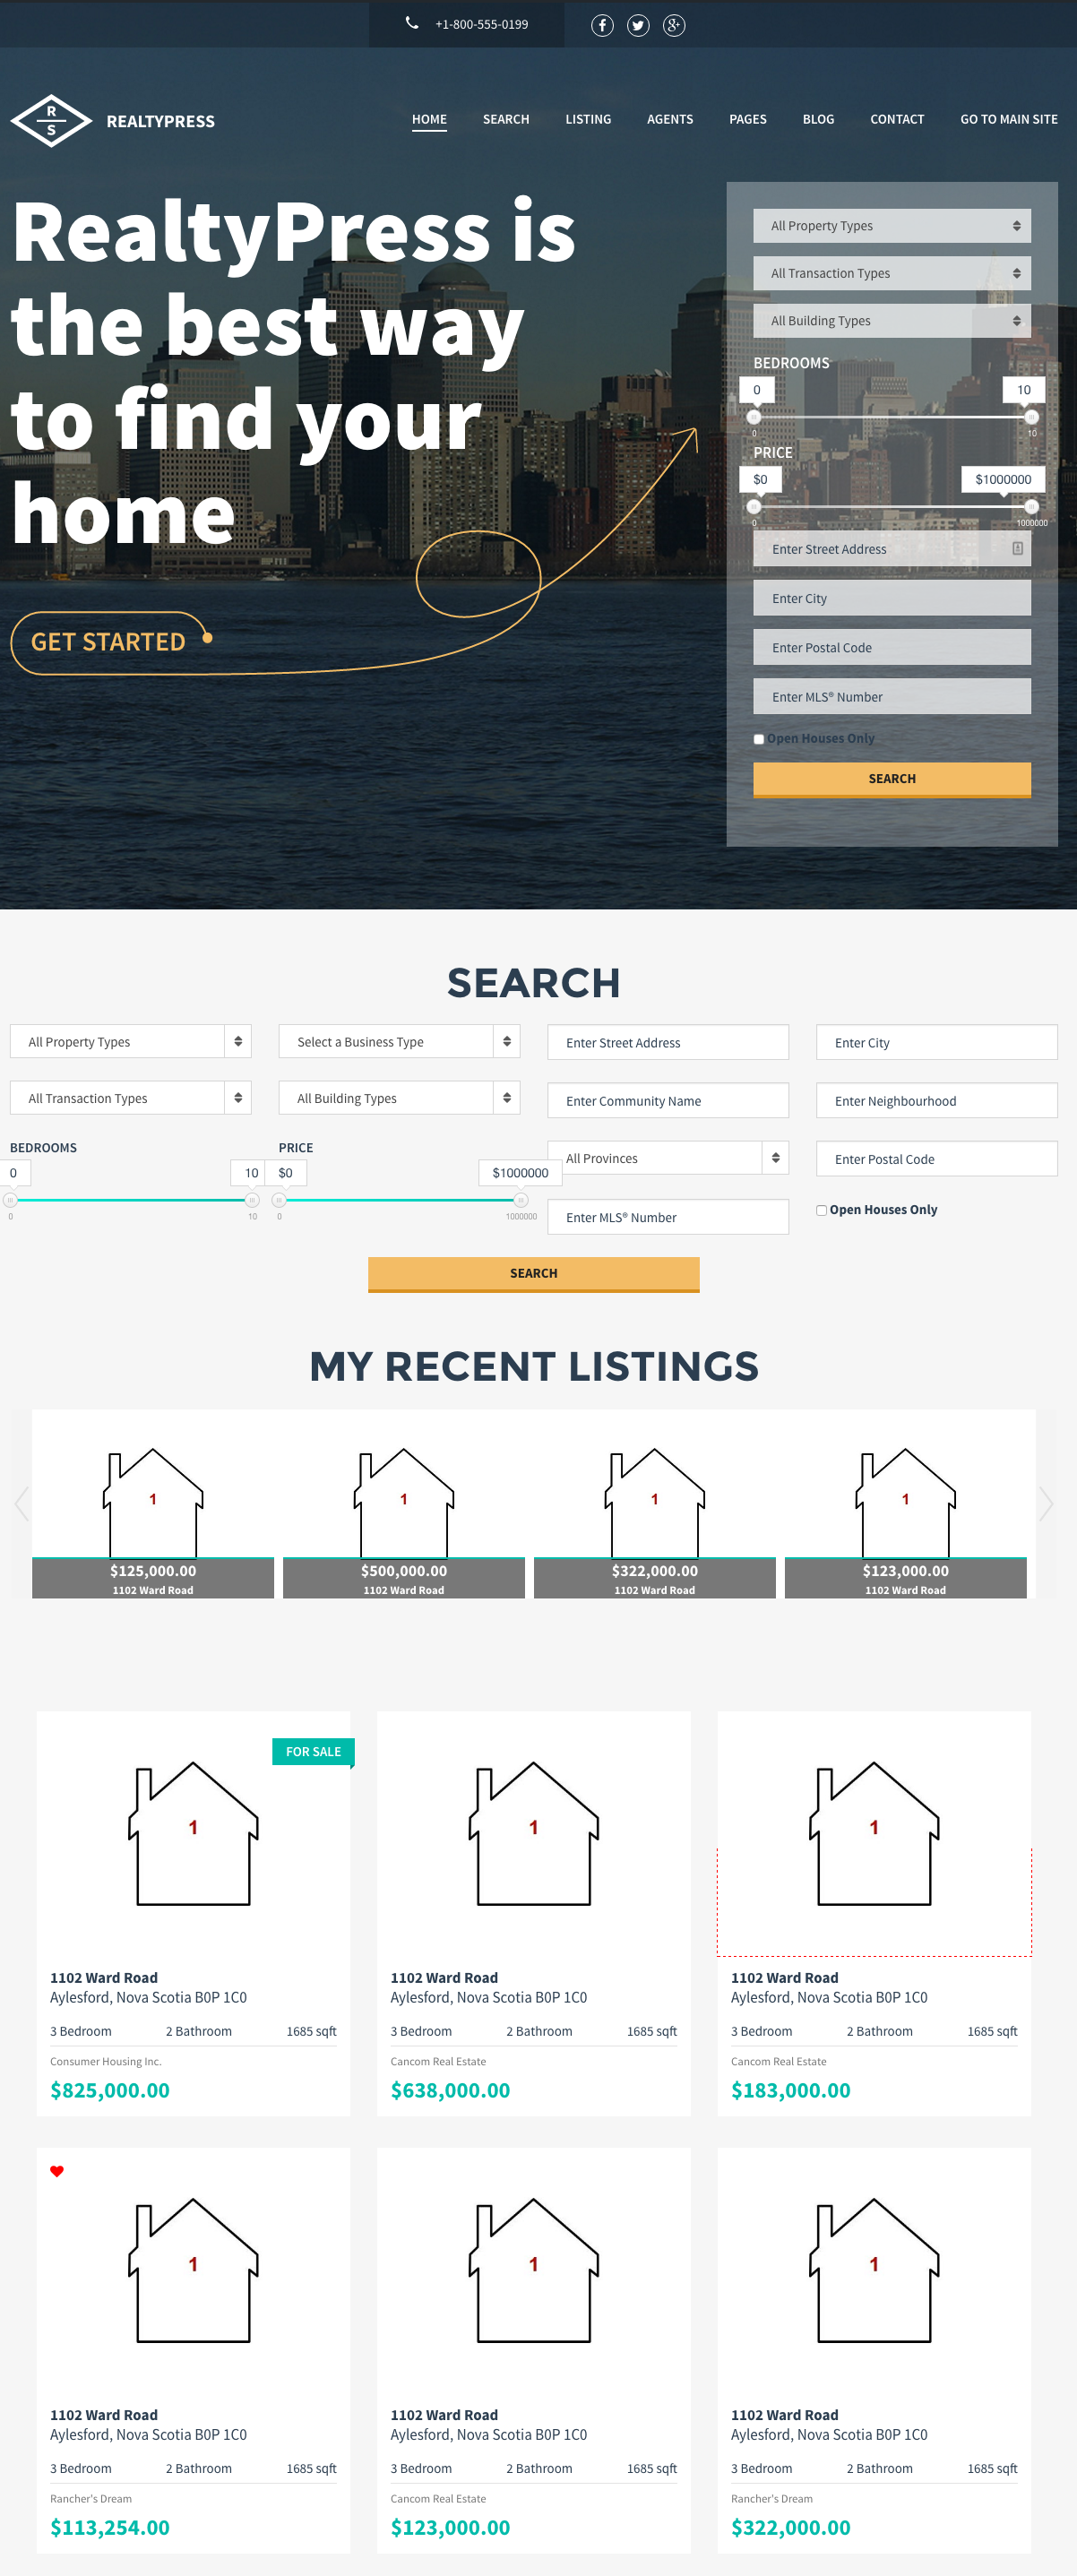 +1-800-555-0199
R
S
REALTYPRESS
HOME SEARCH LISTING AGENTS PAGES BLOG CONTACT GO TO MAIN SITE
RealtyPress is
the best way
to find your
home
GET STARTED
All Property Types
All Transaction Types
All Building Types
BEDROOMS
0 10
0 10
PRICE
$0 $1000000
0 1000000
Enter Street Address
Enter City
Enter Postal Code
Enter MLS® Number
Open Houses Only
SEARCH
SEARCH
All Property Types Select a Business Type Enter Street Address Enter City
All Transaction Types All Building Types Enter Community Name Enter Neighbourhood
BEDROOMS PRICE All Provinces Enter Postal Code
0 10 $0 $1000000
0 10 0 1000000
Enter MLS® Number Open Houses Only
SEARCH
MY RECENT LISTINGS
1 1 1 1
$125,000.00 $500,000.00 $322,000.00 $123,000.00
1102 Ward Road 1102 Ward Road 1102 Ward Road 1102 Ward Road
FOR SALE
1 1 1
1102 Ward Road 1102 Ward Road 1102 Ward Road
Aylesford, Nova Scotia B0P 1C0 Aylesford, Nova Scotia B0P 1C0 Aylesford, Nova Scotia B0P 1C0
3 Bedroom 2 Bathroom 1685 sqft 3 Bedroom 2 Bathroom 1685 sqft 3 Bedroom 2 Bathroom 1685 sqft
Consumer Housing Inc. Cancom Real Estate Cancom Real Estate
$825,000.00 $638,000.00 $183,000.00
1 1 1
1102 Ward Road 1102 Ward Road 1102 Ward Road
Aylesford, Nova Scotia B0P 1C0 Aylesford, Nova Scotia B0P 1C0 Aylesford, Nova Scotia B0P 1C0
3 Bedroom 2 Bathroom 1685 sqft 3 Bedroom 2 Bathroom 1685 sqft 3 Bedroom 2 Bathroom 1685 sqft
Rancher's Dream Cancom Real Estate Rancher's Dream
$113,254.00 $123,000.00 $322,000.00